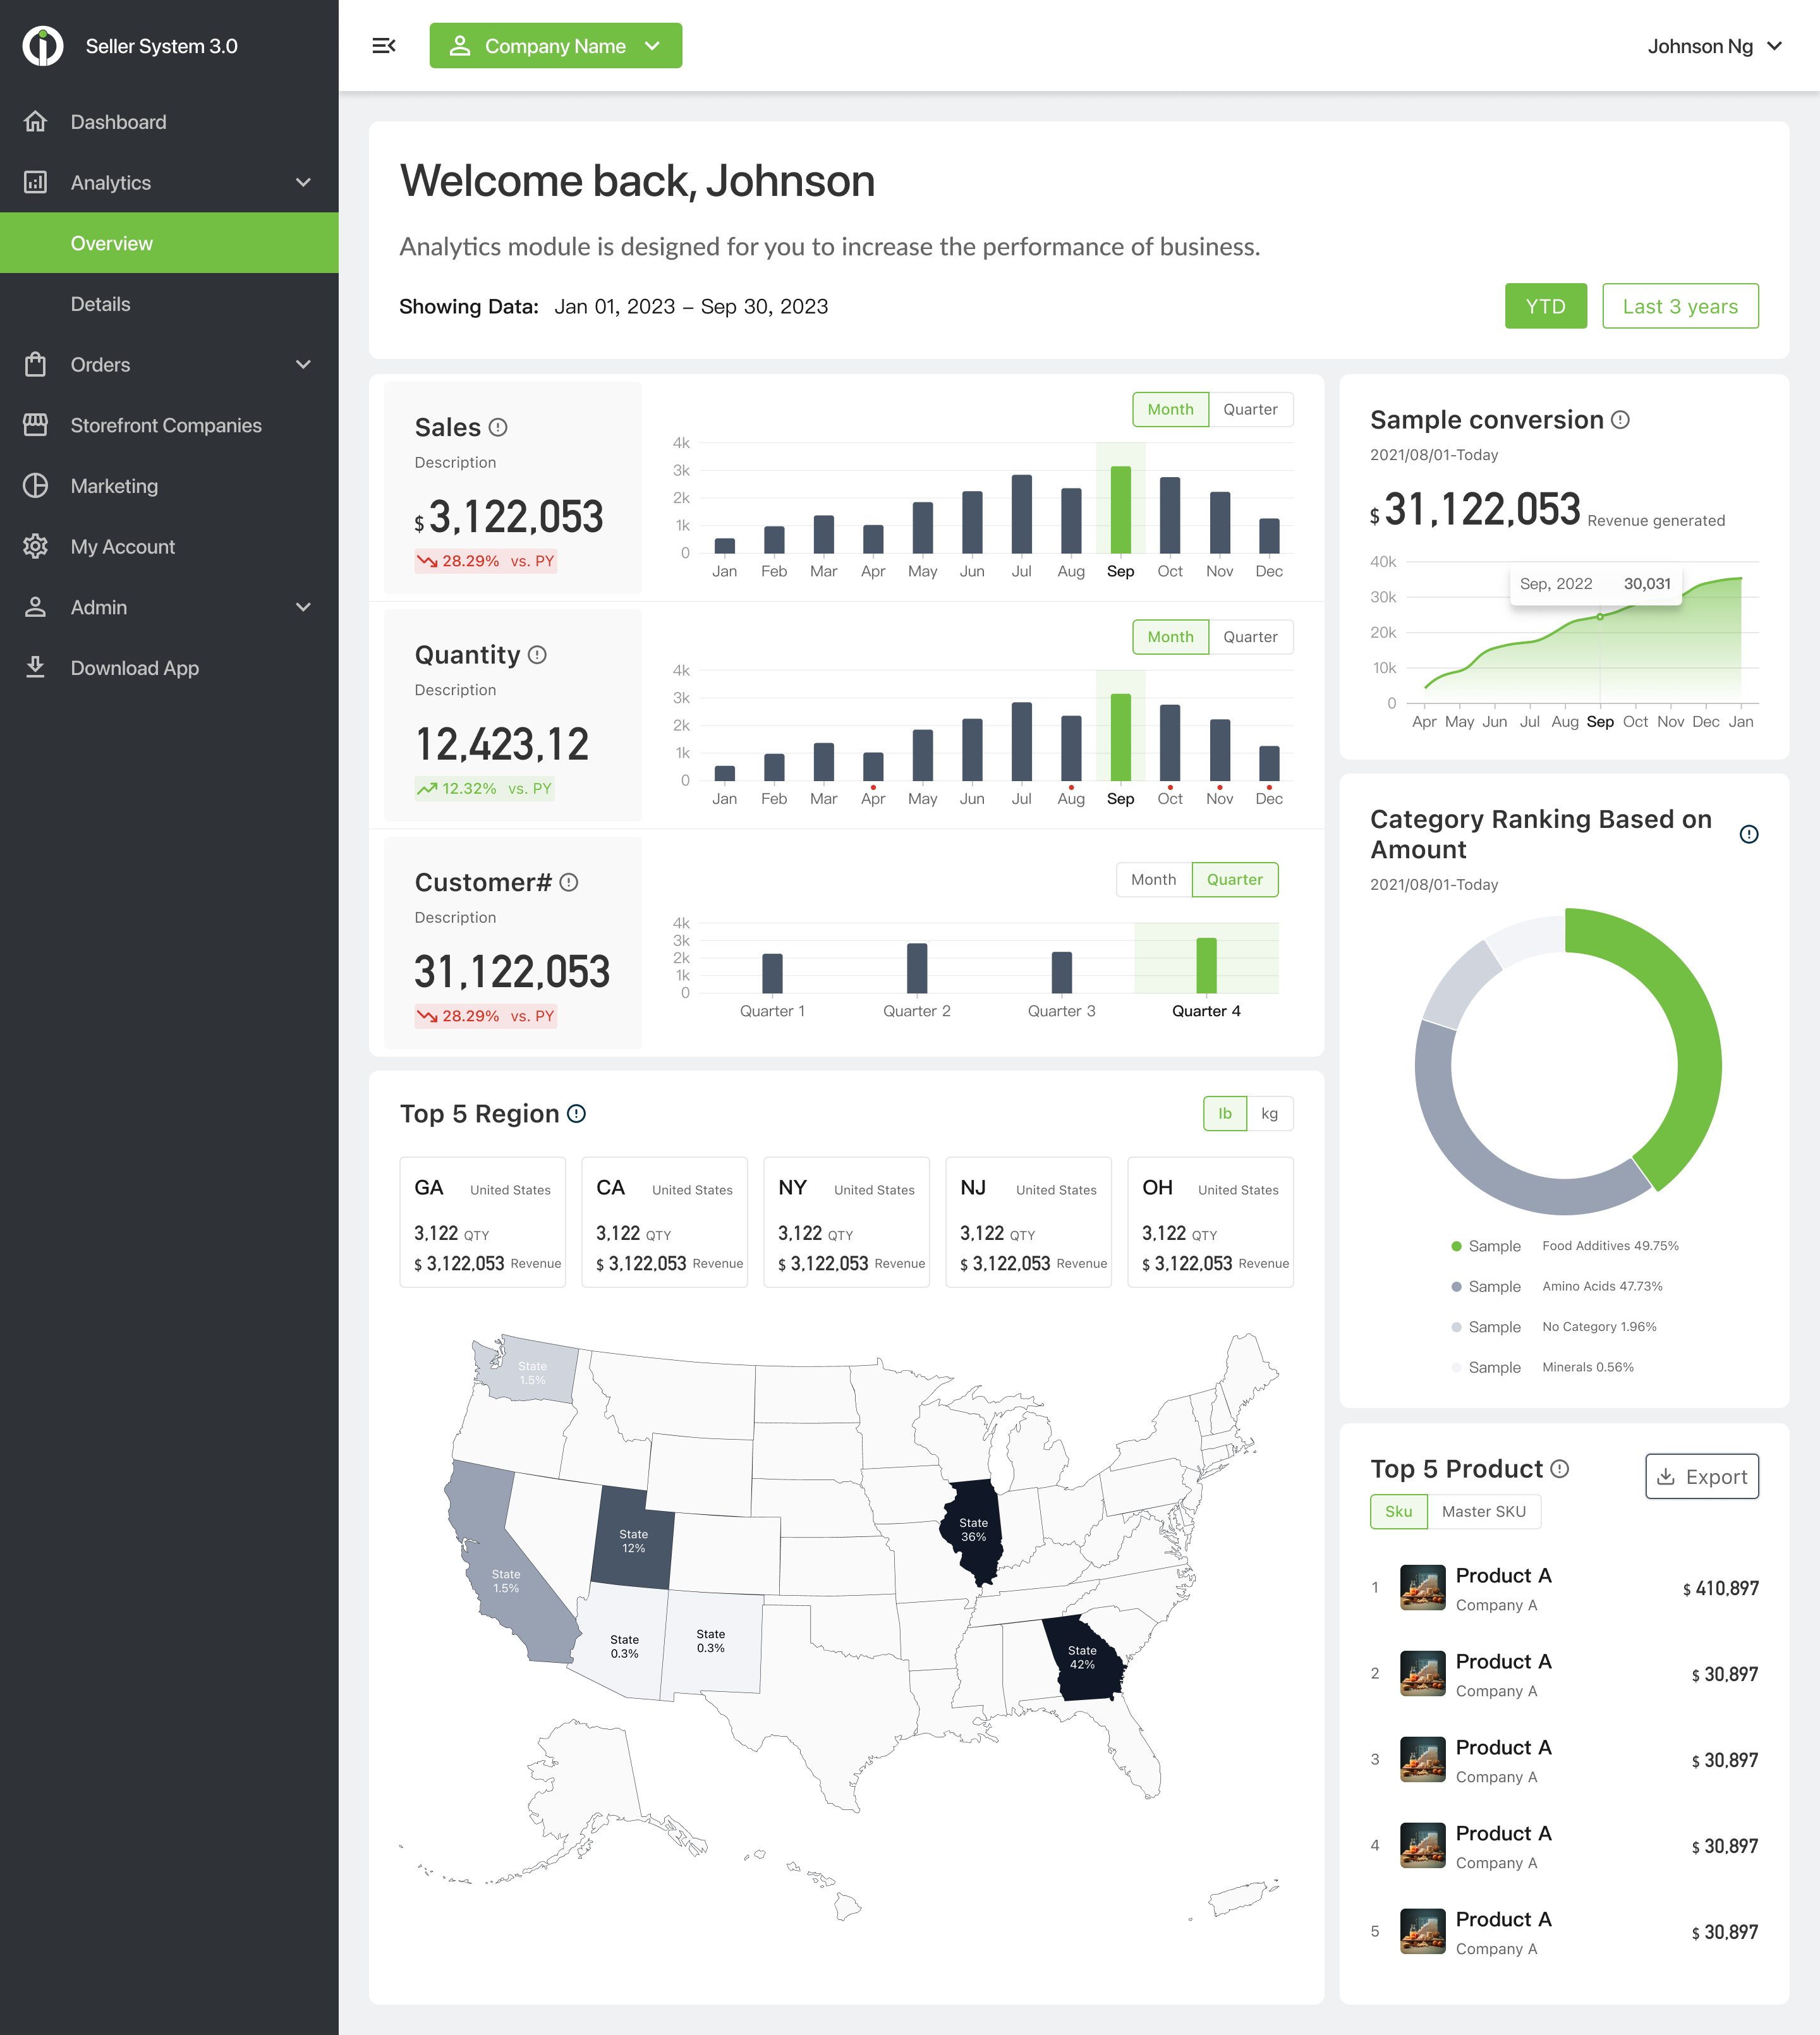 Seller System 3.0
Dashboard
Analytics
Overview
Details
Orders
Storefront Companies
Marketing
My Account
Admin
Download App
Company Name
Johnson Ng
Welcome back, Johnson
Analytics module is designed for you to increase the performance of business.
Showing Data: Jan 01, 2023 – Sep 30, 2023
YTD
Last 3 years
Sales
Description
$ 3,122,053
28.29% vs. PY
Month Quarter
4k
3k
2k
1k
0
Jan Feb Mar Apr May Jun Jul Aug Sep Oct Nov Dec
Quantity
Description
12,423,12
12.32% vs. PY
Month Quarter
4k
3k
2k
1k
0
Jan Feb Mar Apr May Jun Jul Aug Sep Oct Nov Dec
Customer#
Description
31,122,053
28.29% vs. PY
Month Quarter
4k
3k
2k
1k
0
Quarter 1 Quarter 2 Quarter 3 Quarter 4
Sample conversion
2021/08/01-Today
$ 31,122,053 Revenue generated
40k
30k
20k
10k
0
Sep, 2022 30,031
Apr May Jun Jul Aug Sep Oct Nov Dec Jan
Category Ranking Based on
Amount
2021/08/01-Today
Sample Food Additives 49.75%
Sample Amino Acids 47.73%
Sample No Category 1.96%
Sample Minerals 0.56%
Top 5 Region
lb kg
GA United States
3,122 QTY
$ 3,122,053 Revenue
CA United States
3,122 QTY
$ 3,122,053 Revenue
NY United States
3,122 QTY
$ 3,122,053 Revenue
NJ United States
3,122 QTY
$ 3,122,053 Revenue
OH United States
3,122 QTY
$ 3,122,053 Revenue
State
1.5%
State
36%
State
12%
State
1.5%
State
0.3%
State
0.3%
State
42%
Top 5 Product
Export
Sku Master SKU
1 Product A
Company A
$ 410,897
2 Product A
Company A
$ 30,897
3 Product A
Company A
$ 30,897
4 Product A
Company A
$ 30,897
5 Product A
Company A
$ 30,897